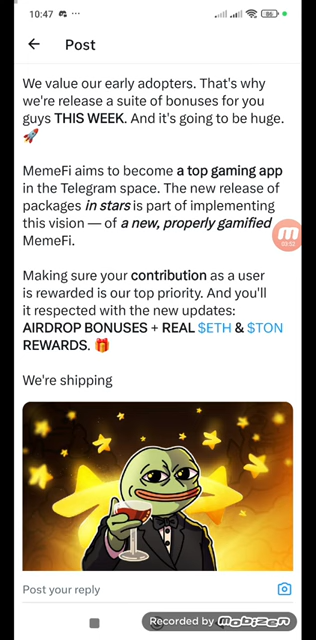 10:47
86
Post
We value our early adopters. That's why
we're release a suite of bonuses for you
guys THIS WEEK. And it's going to be huge.
🚀
MemeFi aims to become a top gaming app
in the Telegram space. The new release of
packages in stars is part of implementing
this vision — of a new, properly gamified
MemeFi.
Making sure your contribution as a user
is rewarded is our top priority. And you'll
it respected with the new updates:
AIRDROP BONUSES + REAL $ETH & $TON
REWARDS. 🎁
We're shipping
Post your reply
Recorded by Mobizen